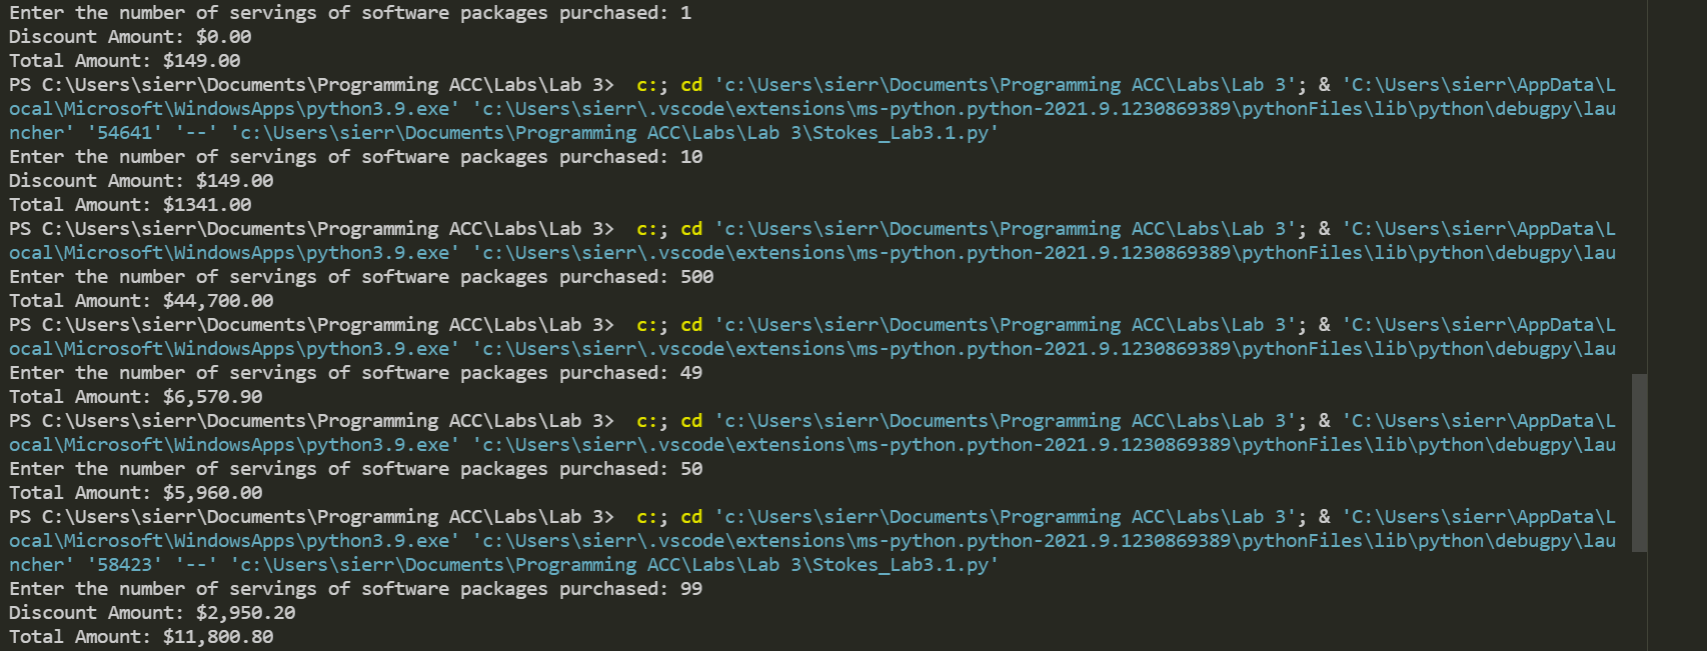 Enter the number of servings of software packages purchased: 1
Discount Amount: $0.00
Total Amount: $149.00
PS C:\Users\sierr\Documents\Programming ACC\Labs\Lab 3>  c:; cd 'c:\Users\sierr\Documents\Programming ACC\Labs\Lab 3'; & 'C:\Users\sierr\AppData\L
ocal\Microsoft\WindowsApps\python3.9.exe' 'c:\Users\sierr\.vscode\extensions\ms-python.python-2021.9.1230869389\pythonFiles\lib\python\debugpy\lau
ncher' '54641' '--' 'c:\Users\sierr\Documents\Programming ACC\Labs\Lab 3\Stokes_Lab3.1.py'
Enter the number of servings of software packages purchased: 10
Discount Amount: $149.00
Total Amount: $1341.00
PS C:\Users\sierr\Documents\Programming ACC\Labs\Lab 3>  c:; cd 'c:\Users\sierr\Documents\Programming ACC\Labs\Lab 3'; & 'C:\Users\sierr\AppData\L
ocal\Microsoft\WindowsApps\python3.9.exe' 'c:\Users\sierr\.vscode\extensions\ms-python.python-2021.9.1230869389\pythonFiles\lib\python\debugpy\lau
Enter the number of servings of software packages purchased: 500
Total Amount: $44,700.00
PS C:\Users\sierr\Documents\Programming ACC\Labs\Lab 3>  c:; cd 'c:\Users\sierr\Documents\Programming ACC\Labs\Lab 3'; & 'C:\Users\sierr\AppData\L
ocal\Microsoft\WindowsApps\python3.9.exe' 'c:\Users\sierr\.vscode\extensions\ms-python.python-2021.9.1230869389\pythonFiles\lib\python\debugpy\lau
Enter the number of servings of software packages purchased: 49
Total Amount: $6,570.90
PS C:\Users\sierr\Documents\Programming ACC\Labs\Lab 3>  c:; cd 'c:\Users\sierr\Documents\Programming ACC\Labs\Lab 3'; & 'C:\Users\sierr\AppData\L
ocal\Microsoft\WindowsApps\python3.9.exe' 'c:\Users\sierr\.vscode\extensions\ms-python.python-2021.9.1230869389\pythonFiles\lib\python\debugpy\lau
Enter the number of servings of software packages purchased: 50
Total Amount: $5,960.00
PS C:\Users\sierr\Documents\Programming ACC\Labs\Lab 3>  c:; cd 'c:\Users\sierr\Documents\Programming ACC\Labs\Lab 3'; & 'C:\Users\sierr\AppData\L
ocal\Microsoft\WindowsApps\python3.9.exe' 'c:\Users\sierr\.vscode\extensions\ms-python.python-2021.9.1230869389\pythonFiles\lib\python\debugpy\lau
ncher' '58423' '--' 'c:\Users\sierr\Documents\Programming ACC\Labs\Lab 3\Stokes_Lab3.1.py'
Enter the number of servings of software packages purchased: 99
Discount Amount: $2,950.20
Total Amount: $11,800.80